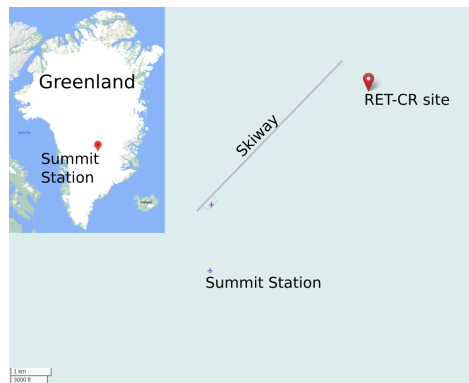 Greenland
Summit
Station
RET-CR site
Skiway
Summit Station
1 km
3000 ft